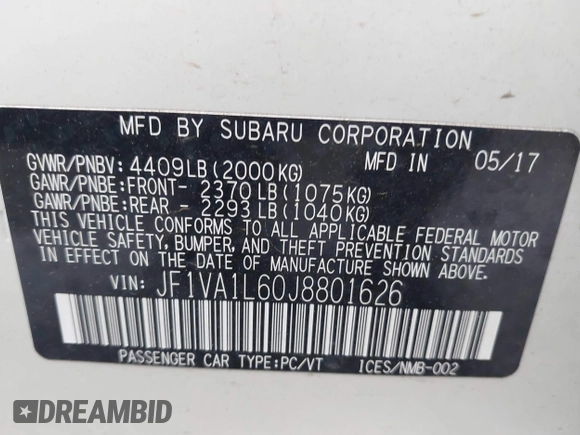 MFD BY SUBARU CORPORATION
GVWR/PNBV: 4409LB(2000KG) MFD IN 05/17
GAWR/PNBE:FRONT- 2370LB(1075KG)
GAWR/PNBE:REAR - 2293LB(1040KG)
THIS VEHICLE CONFORMS TO ALL APPLICABLE FEDERAL MOTOR
VEHICLE SAFETY, BUMPER, AND THEFT PREVENTION STANDARDS
IN EFFECT ON THE DATE OF MANUFACTURE SHOWN ABOVE.
VIN: JF1VA1L60J8801626
PASSENGER CAR TYPE:PC/VT ICES/NMB-002
DREAMBID